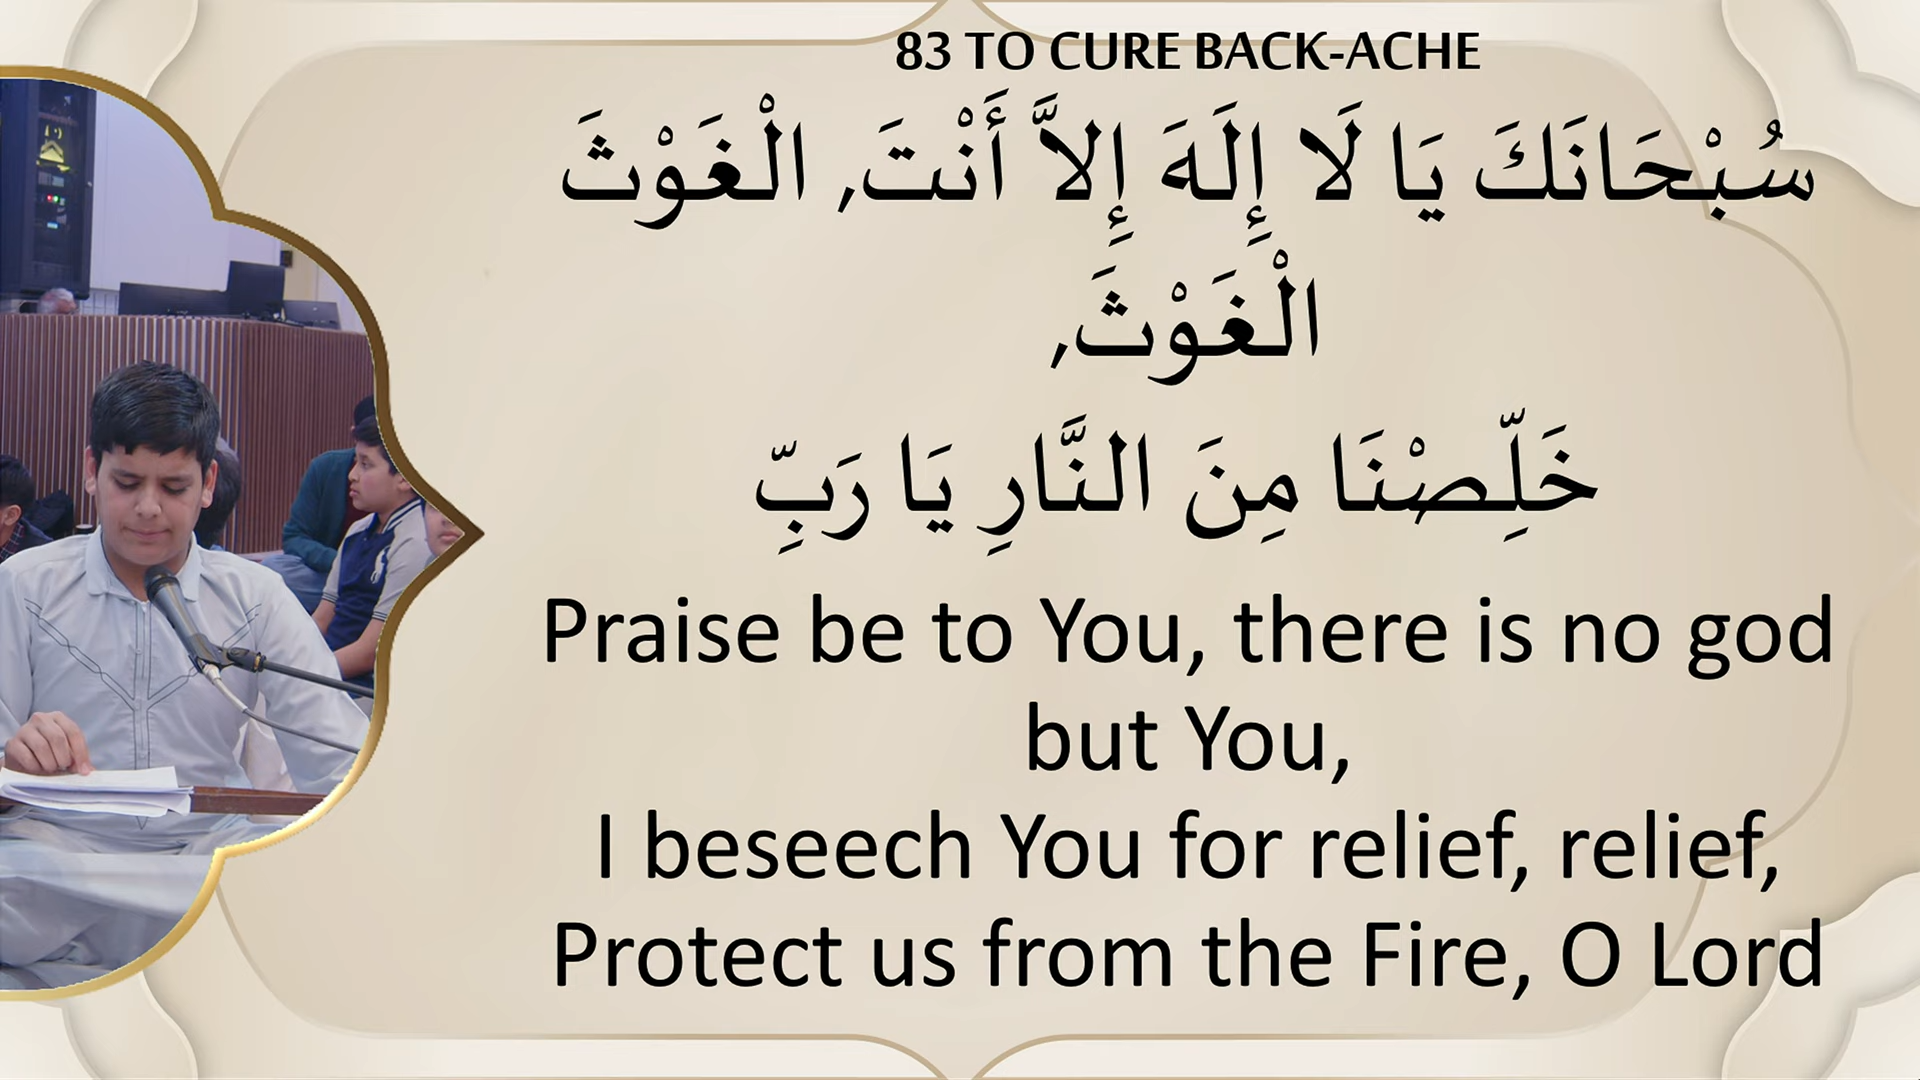 83 TO CURE BACK-ACHE
سُبْحَانَكَ يَا لَا إِلَهَ إِلاَّ أَنْتَ, الْغَوْثَ
الْغَوْثَ,
خَلِّصْنَا مِنَ النَّارِ يَا رَبِّ
Praise be to You, there is no god
but You,
I beseech You for relief, relief,
Protect us from the Fire, O Lord